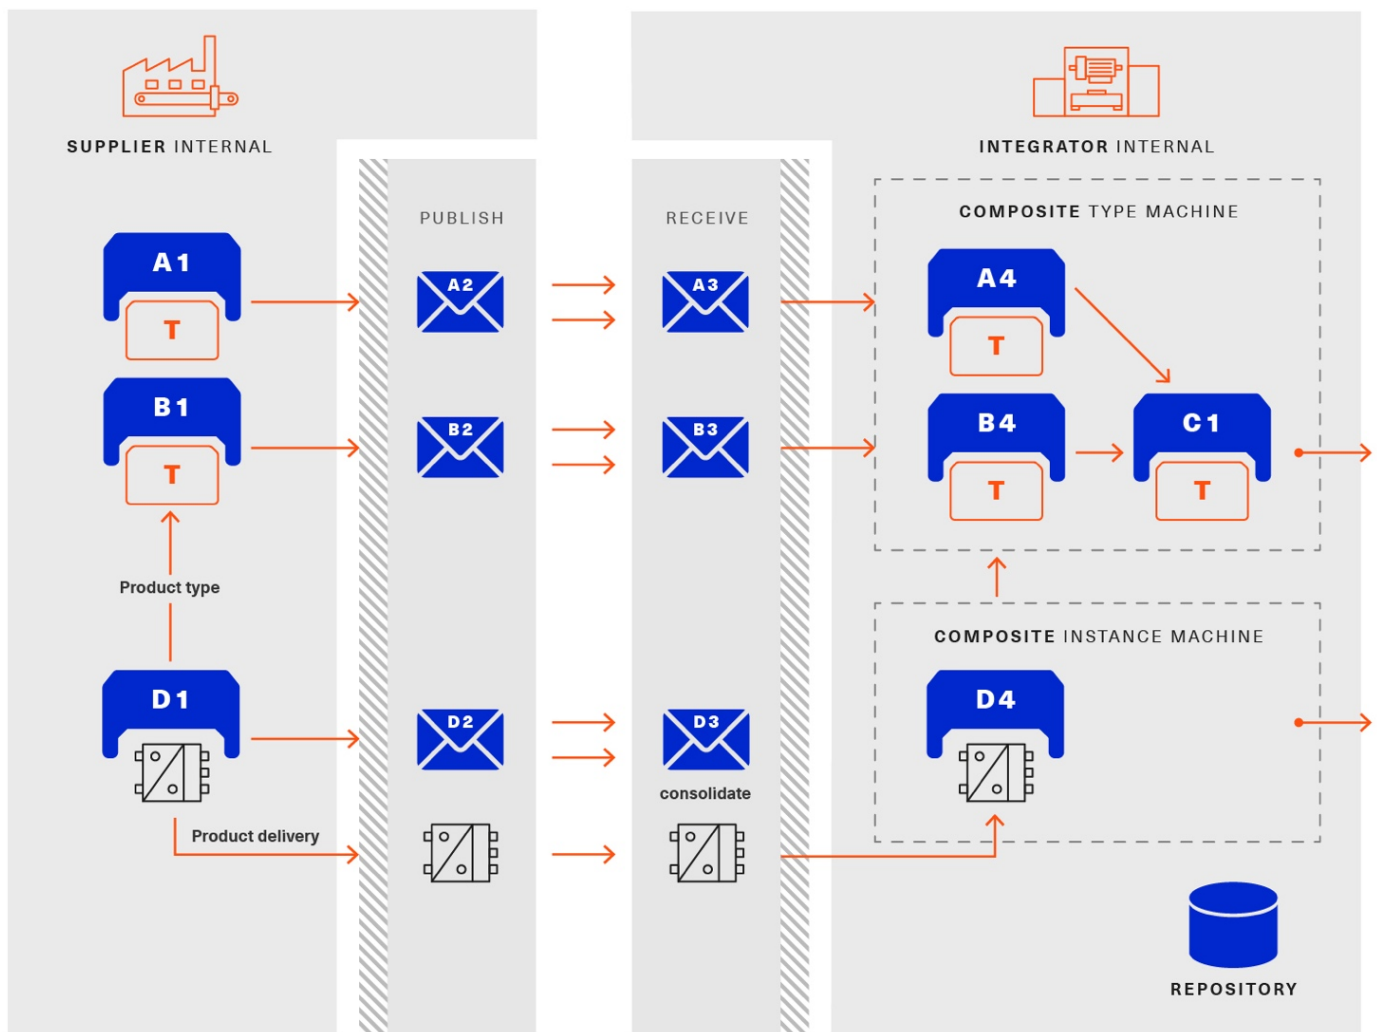 SUPPLIER INTERNAL
INTEGRATOR INTERNAL
PUBLISH
RECEIVE
COMPOSITE TYPE MACHINE
A1
T
A2
A3
A4
T
B1
T
B2
B3
B4
T
C1
T
Product type
COMPOSITE INSTANCE MACHINE
D1
D2
D3
D4
consolidate
Product delivery
REPOSITORY